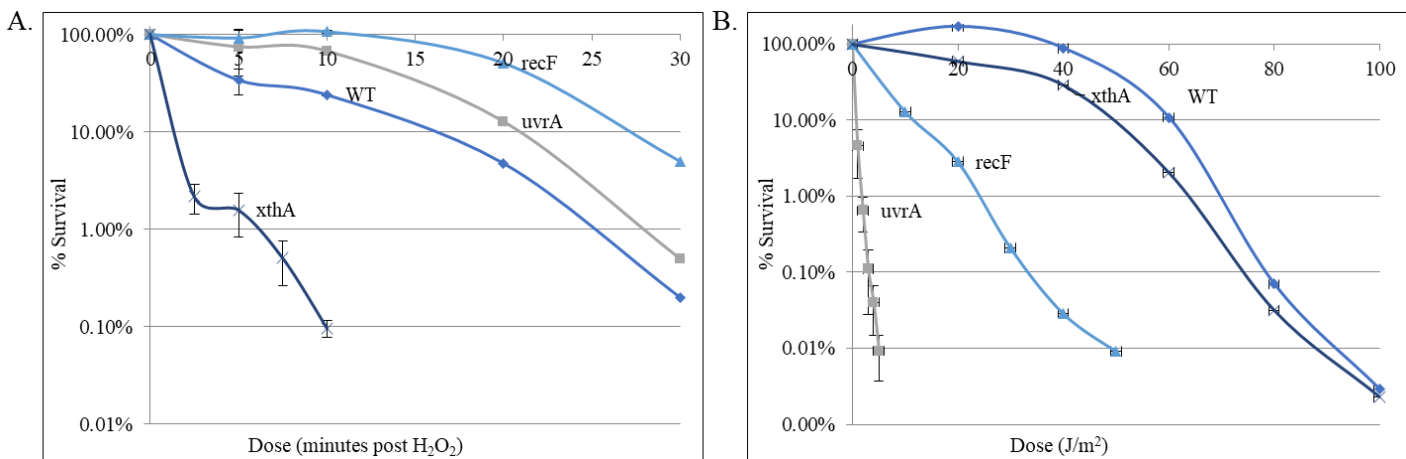 A.
100.00%
10.00%
1.00%
0.10%
0.01%
0 5 10 15 20 25 30
% Survival
recF
WT
uvrA
xthA
Dose (minutes post H₂O₂)
B.
100.00%
10.00%
1.00%
0.10%
0.01%
0.00%
0 20 40 60 80 100
% Survival
xthA
WT
recF
uvrA
Dose (J/m²)